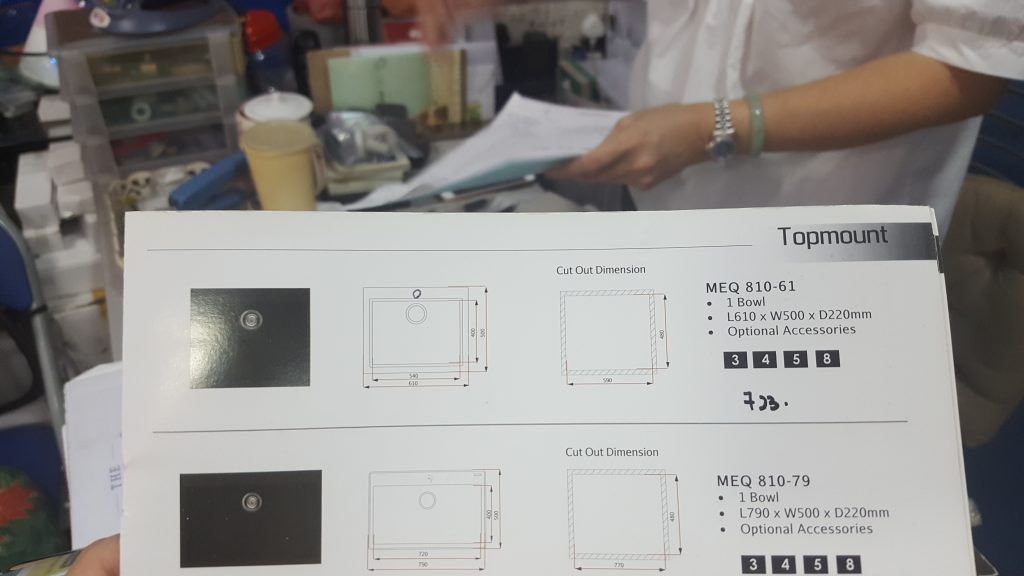 Topmount
Cut Out Dimension
MEQ 810-61
• 1 Bowl
• L610 x W500 x D220mm
• Optional Accessories
400
500
540
610
480
590
3 4 5 8
723.
Cut Out Dimension
MEQ 810-79
• 1 Bowl
• L790 x W500 x D220mm
• Optional Accessories
400
500
720
790
480
770
3 4 5 8